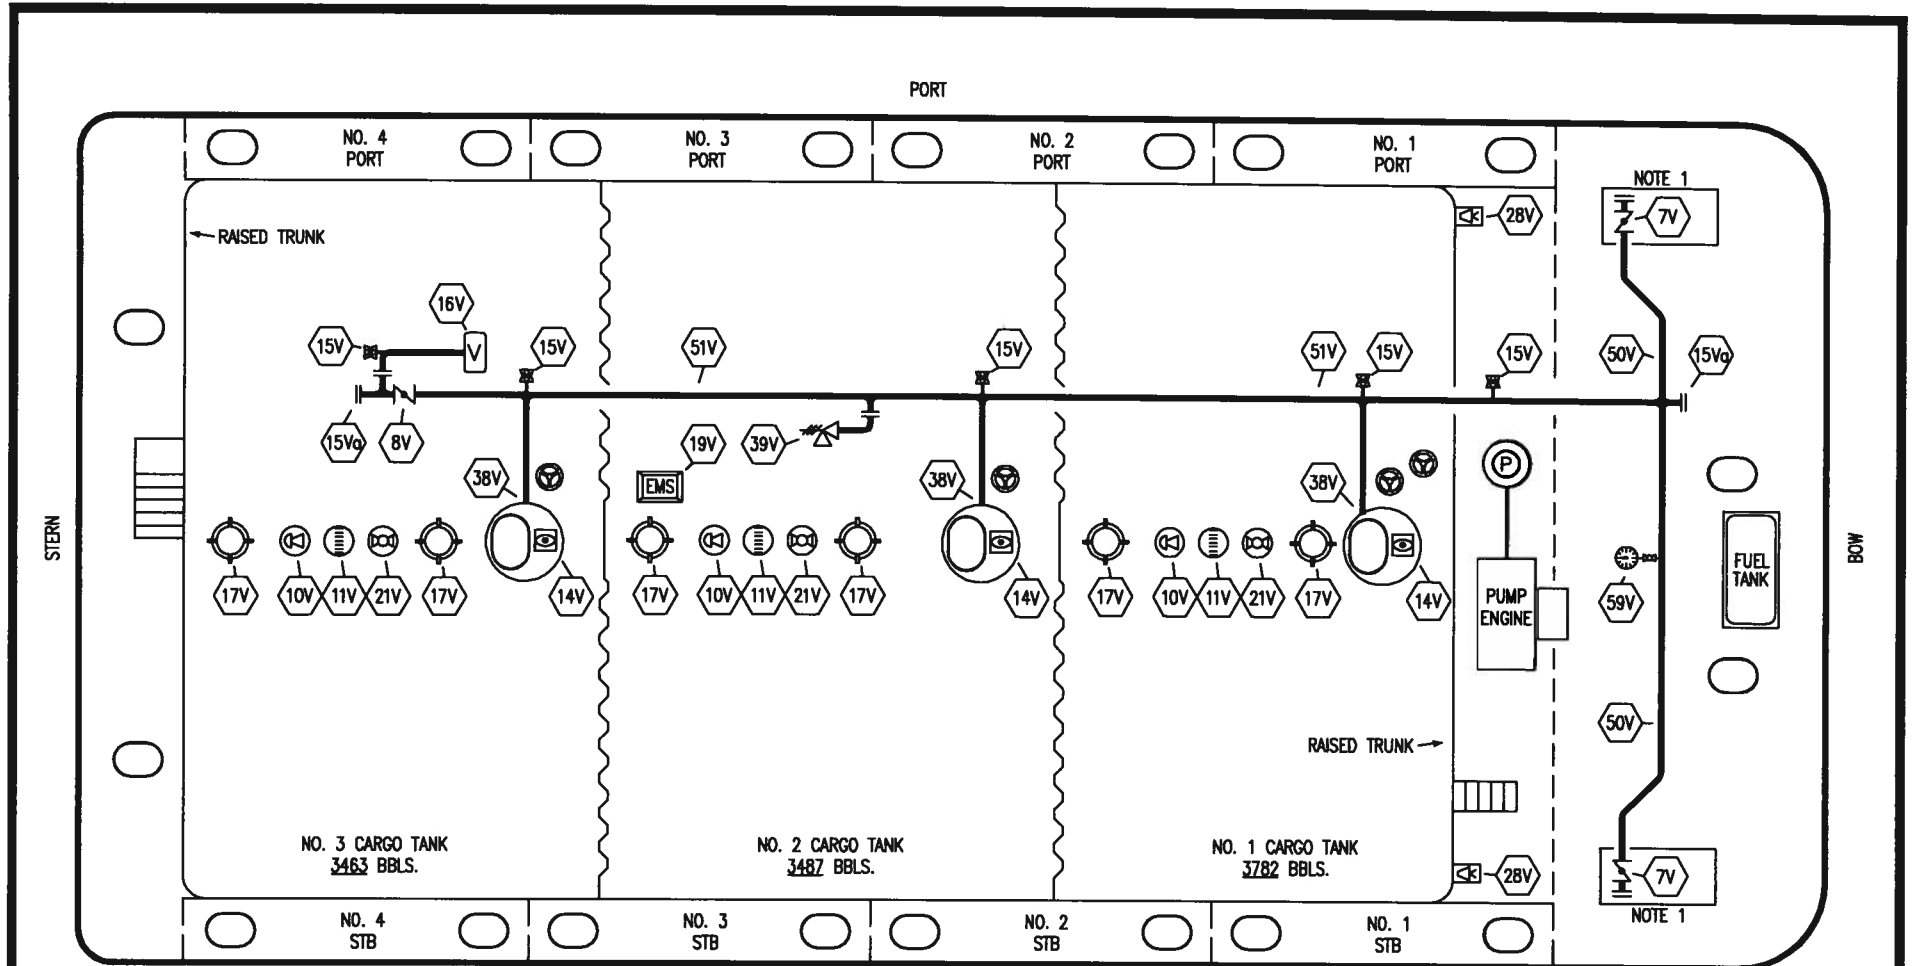 PORT
NO. 4
PORT
NO. 3
PORT
NO. 2
PORT
NO. 1
PORT
NOTE 1
7V
28V
RAISED TRUNK
16V
15V
V
15V
51V
15V
51V
15V
15V
50V
15Va
15Va
8V
38V
19V
EMS
39V
38V
38V
P
STERN
BOW
17V
10V
11V
21V
17V
14V
17V
10V
11V
21V
17V
14V
17V
10V
11V
21V
17V
14V
PUMP
ENGINE
59V
FUEL
TANK
50V
RAISED TRUNK
NO. 3 CARGO TANK
3463 BBLS.
NO. 2 CARGO TANK
3487 BBLS.
NO. 1 CARGO TANK
3782 BBLS.
28V
7V
NOTE 1
NO. 4
STB
NO. 3
STB
NO. 2
STB
NO. 1
STB